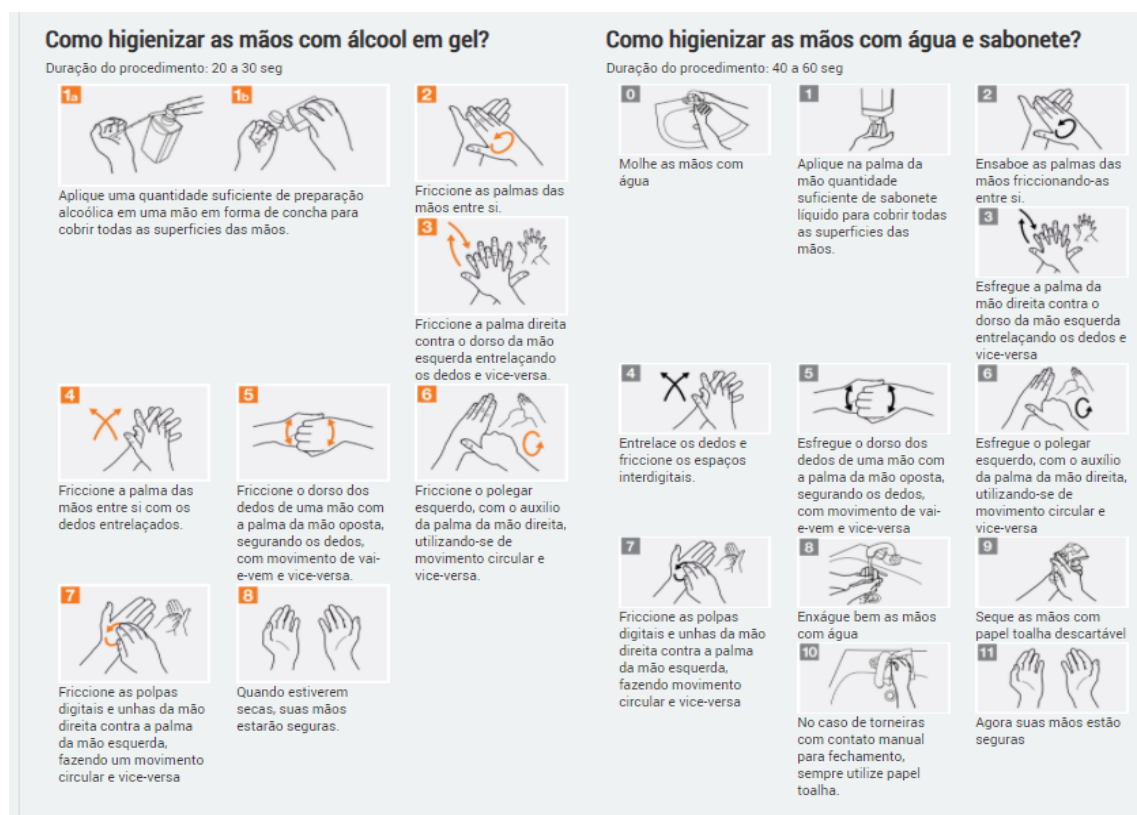 Como higienizar as mãos com álcool em gel?
Duração do procedimento: 20 a 30 seg
1a
1b
Aplique uma quantidade suficiente de preparação
alcoólica em uma mão em forma de concha para
cobrir todas as superficies das mãos.
2
Friccione as palmas das
mãos entre si.
3
Friccione a palma direita
contra o dorso da mão
esquerda entrelaçando
os dedos e vice-versa.
4
Friccione a palma das
mãos entre si com os
dedos entrelaçados.
5
Friccione o dorso dos
dedos de uma mão com
a palma da mão oposta,
segurando os dedos,
com movimento de vai-
e-vem e vice-versa.
6
Friccione o polegar
esquerdo, com o auxilio
da palma da mão direita,
utilizando-se de
movimento circular e
vice-versa.
7
Friccione as polpas
digitais e unhas da mão
direita contra a palma
da mão esquerda,
fazendo um movimento
circular e vice-versa
8
Quando estiverem
secas, suas mãos
estarão seguras.
Como higienizar as mãos com água e sabonete?
Duração do procedimento: 40 a 60 seg
0
Molhe as mãos com
água
1
Aplique na palma da
mão quantidade
suficiente de sabonete
líquido para cobrir todas
as superficies das
mãos.
2
Ensaboe as palmas das
mãos friccionando-as
entre si.
3
Esfregue a palma da
mão direita contra o
dorso da mão esquerda
entrelaçando os dedos e
vice-versa
4
Entrelace os dedos e
friccione os espaços
interdigitais.
5
Esfregue o dorso dos
dedos de uma mão com
a palma da mão oposta,
segurando os dedos,
com movimento de vai-
e-vem e vice-versa
6
Esfregue o polegar
esquerdo, com o auxílio
da palma da mão direita,
utilizando-se de
movimento circular e
vice-versa
7
Friccione as polpas
digitais e unhas da mão
direita contra a palma
da mão esquerda,
fazendo movimento
circular e vice-versa
8
Enxágue bem as mãos
com água
9
Seque as mãos com
papel toalha descartável
10
No caso de torneiras
com contato manual
para fechamento,
sempre utilize papel
toalha.
11
Agora suas mãos estão
seguras